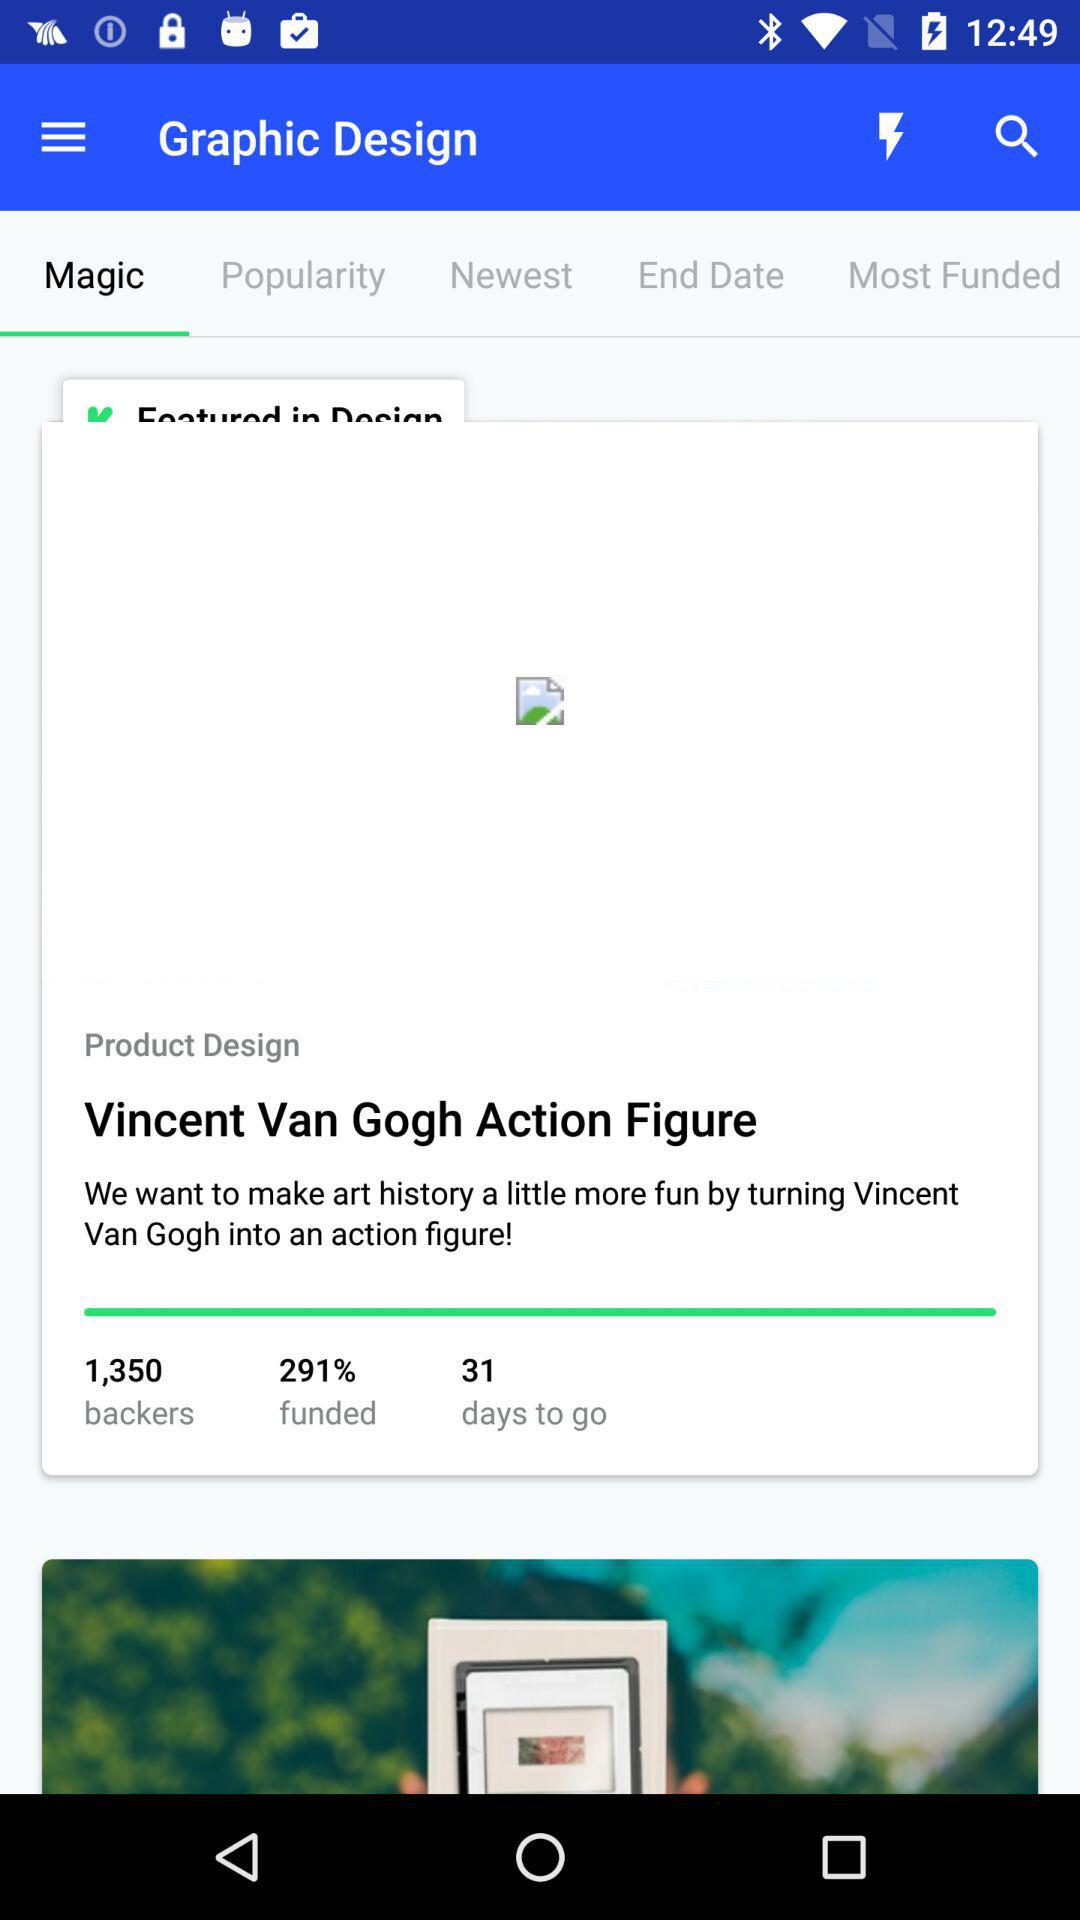 12:49
Graphic Design
Magic Popularity Newest End Date Most Funded
Featured in Design
Product Design
Vincent Van Gogh Action Figure
We want to make art history a little more fun by turning Vincent
Van Gogh into an action figure!
1,350 291% 31
backers funded days to go